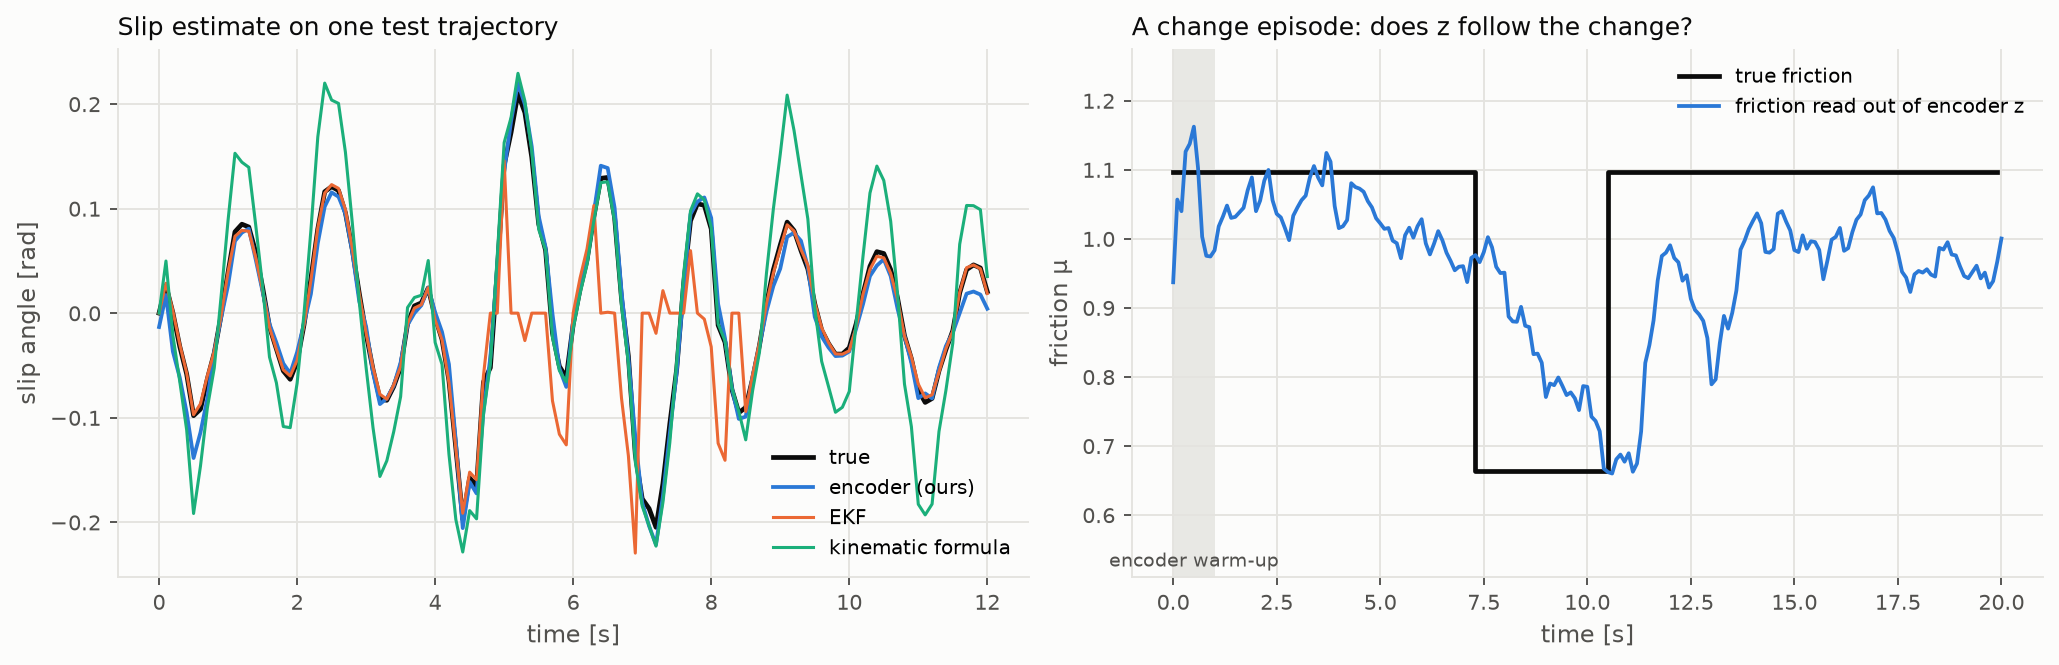 Slip estimate on one test trajectory
slip angle [rad]
0.2
0.1
0.0
−0.1
−0.2
true
encoder (ours)
EKF
kinematic formula
0 2 4 6 8 10 12
time [s]
A change episode: does z follow the change?
friction μ
1.2
1.1
1.0
0.9
0.8
0.7
0.6
true friction
friction read out of encoder z
encoder warm-up
0.0 2.5 5.0 7.5 10.0 12.5 15.0 17.5 20.0
time [s]